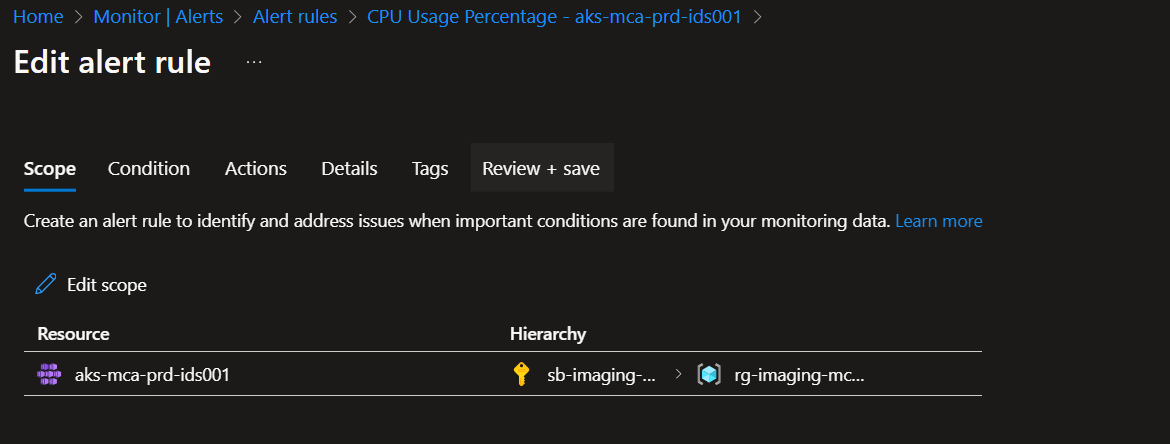 Home > Monitor | Alerts > Alert rules > CPU Usage Percentage - aks-mca-prd-ids001 >
Edit alert rule ...
Scope Condition Actions Details Tags Review + save
Create an alert rule to identify and address issues when important conditions are found in your monitoring data. Learn more
Edit scope
Resource Hierarchy
aks-mca-prd-ids001 sb-imaging-... > rg-imaging-mc...